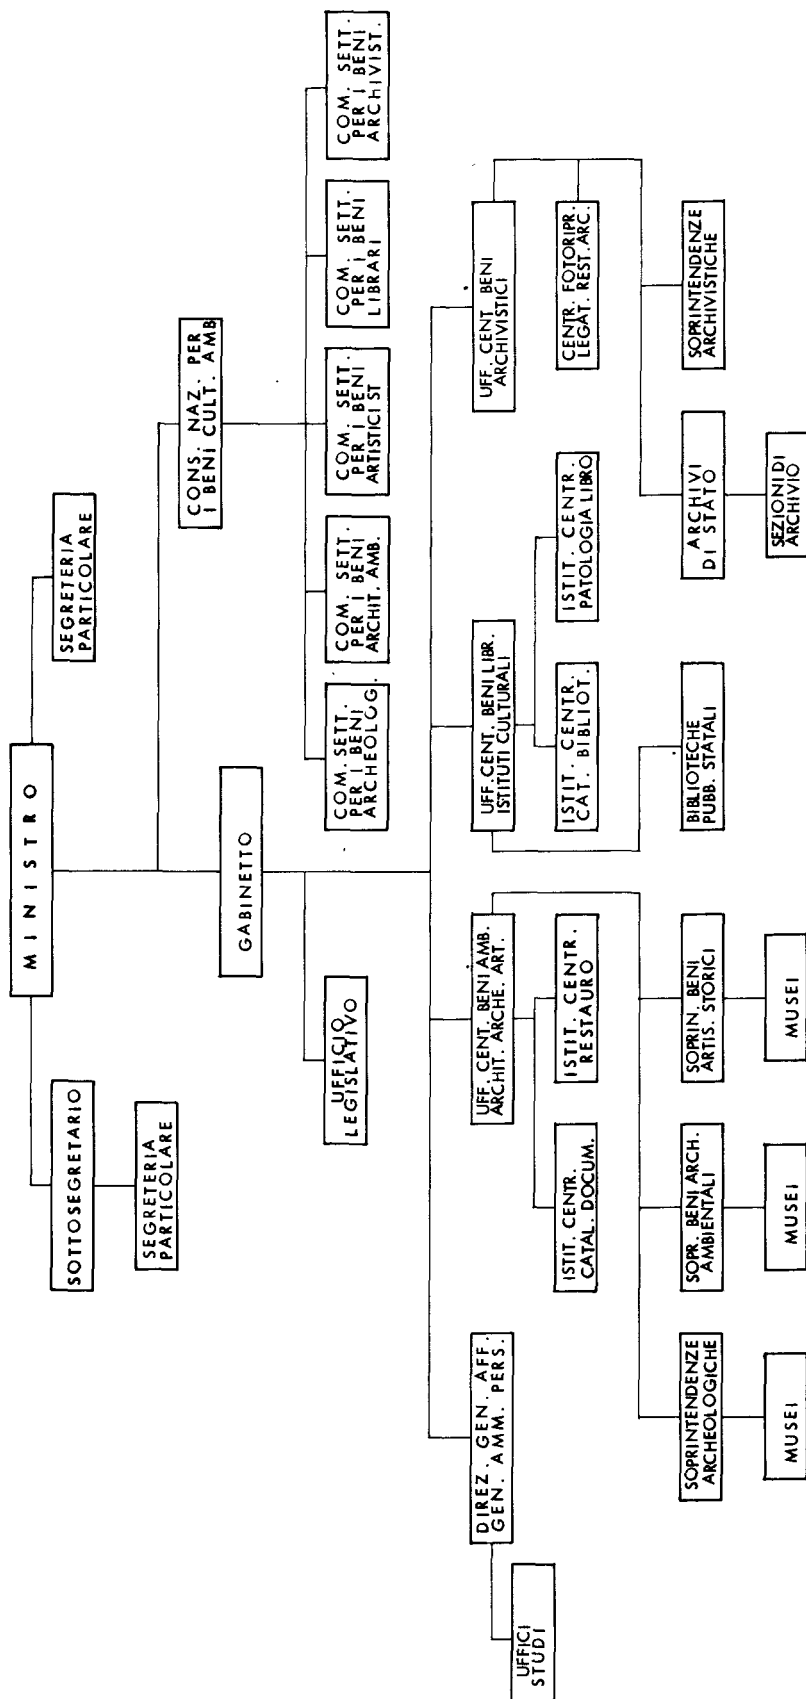 MINISTRO
SOTTOSEGRETARIO
SEGRETERIA
PARTICOLARE
SEGRETERIA
PARTICOLARE
CONS. NAZ. PER
I BENI CULT. AMB
GABINETTO
UFFICIO
LEGISLATIVO
COM. SETT.
PER I BENI
ARCHEOLOG.
COM. SETT.
PER I BENI
ARCHIT. AMB.
COM. SETT.
PER I BENI
ARTISTICI ST
COM. SETT.
PER I BENI
LIBRARI
COM. SETT.
PER I BENI
ARCHIVIST.
DIREZ. GEN. AFF.
GEN. AMM. PERS.
UFF. CENT. BENI AMB.
ARCHIT. ARCHE. ART.
UFF. CENT. BENI LIBR.
ISTITUTI CULTURALI
UFF. CENT. BENI
ARCHIVISTICI
UFFICI
STUDI
ISTIT. CENTR.
CATAL. DOCUM.
ISTIT. CENTR.
RESTAURO
ISTIT. CENTR.
CAT. BIBLIOT.
ISTIT. CENTR.
PATOLOGIA LIBRO
CENTR. FOTORIPR.
LEGAT. REST. ARC.
SOPRINTENDENZE
ARCHEOLOGICHE
SOPR. BENI ARCH.
AMBIENTALI
SOPRIN. BENI
ARTIS. STORICI
BIBLIOTECHE
PUBB. STATALI
ARCHIVI
DI STATO
SOPRINTENDENZE
ARCHIVISTICHE
MUSEI
MUSEI
MUSEI
SEZIONI DI
ARCHIVIO